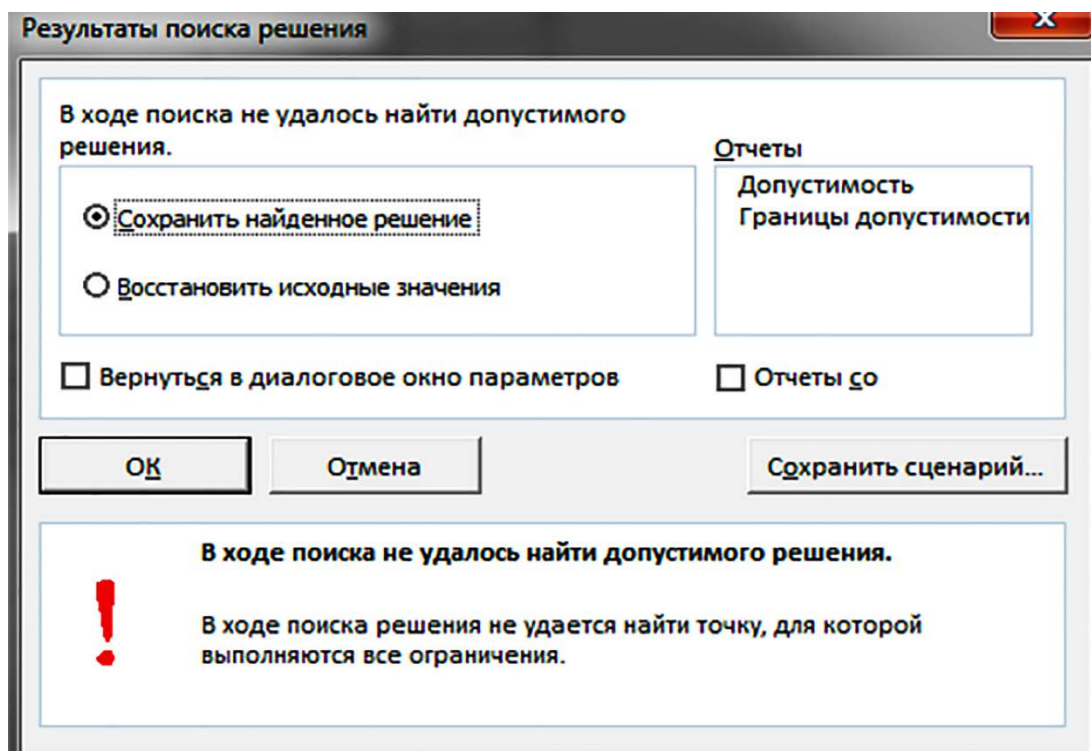 Результаты поиска решения
X
В ходе поиска не удалось найти допустимого
решения.
Отчеты
Допустимость
Границы допустимости
Сохранить найденное решение
Восстановить исходные значения
Вернуться в диалоговое окно параметров
Отчеты со
ОК
Отмена
Сохранить сценарий...
В ходе поиска не удалось найти допустимого решения.
!
В ходе поиска решения не удается найти точку, для которой
выполняются все ограничения.